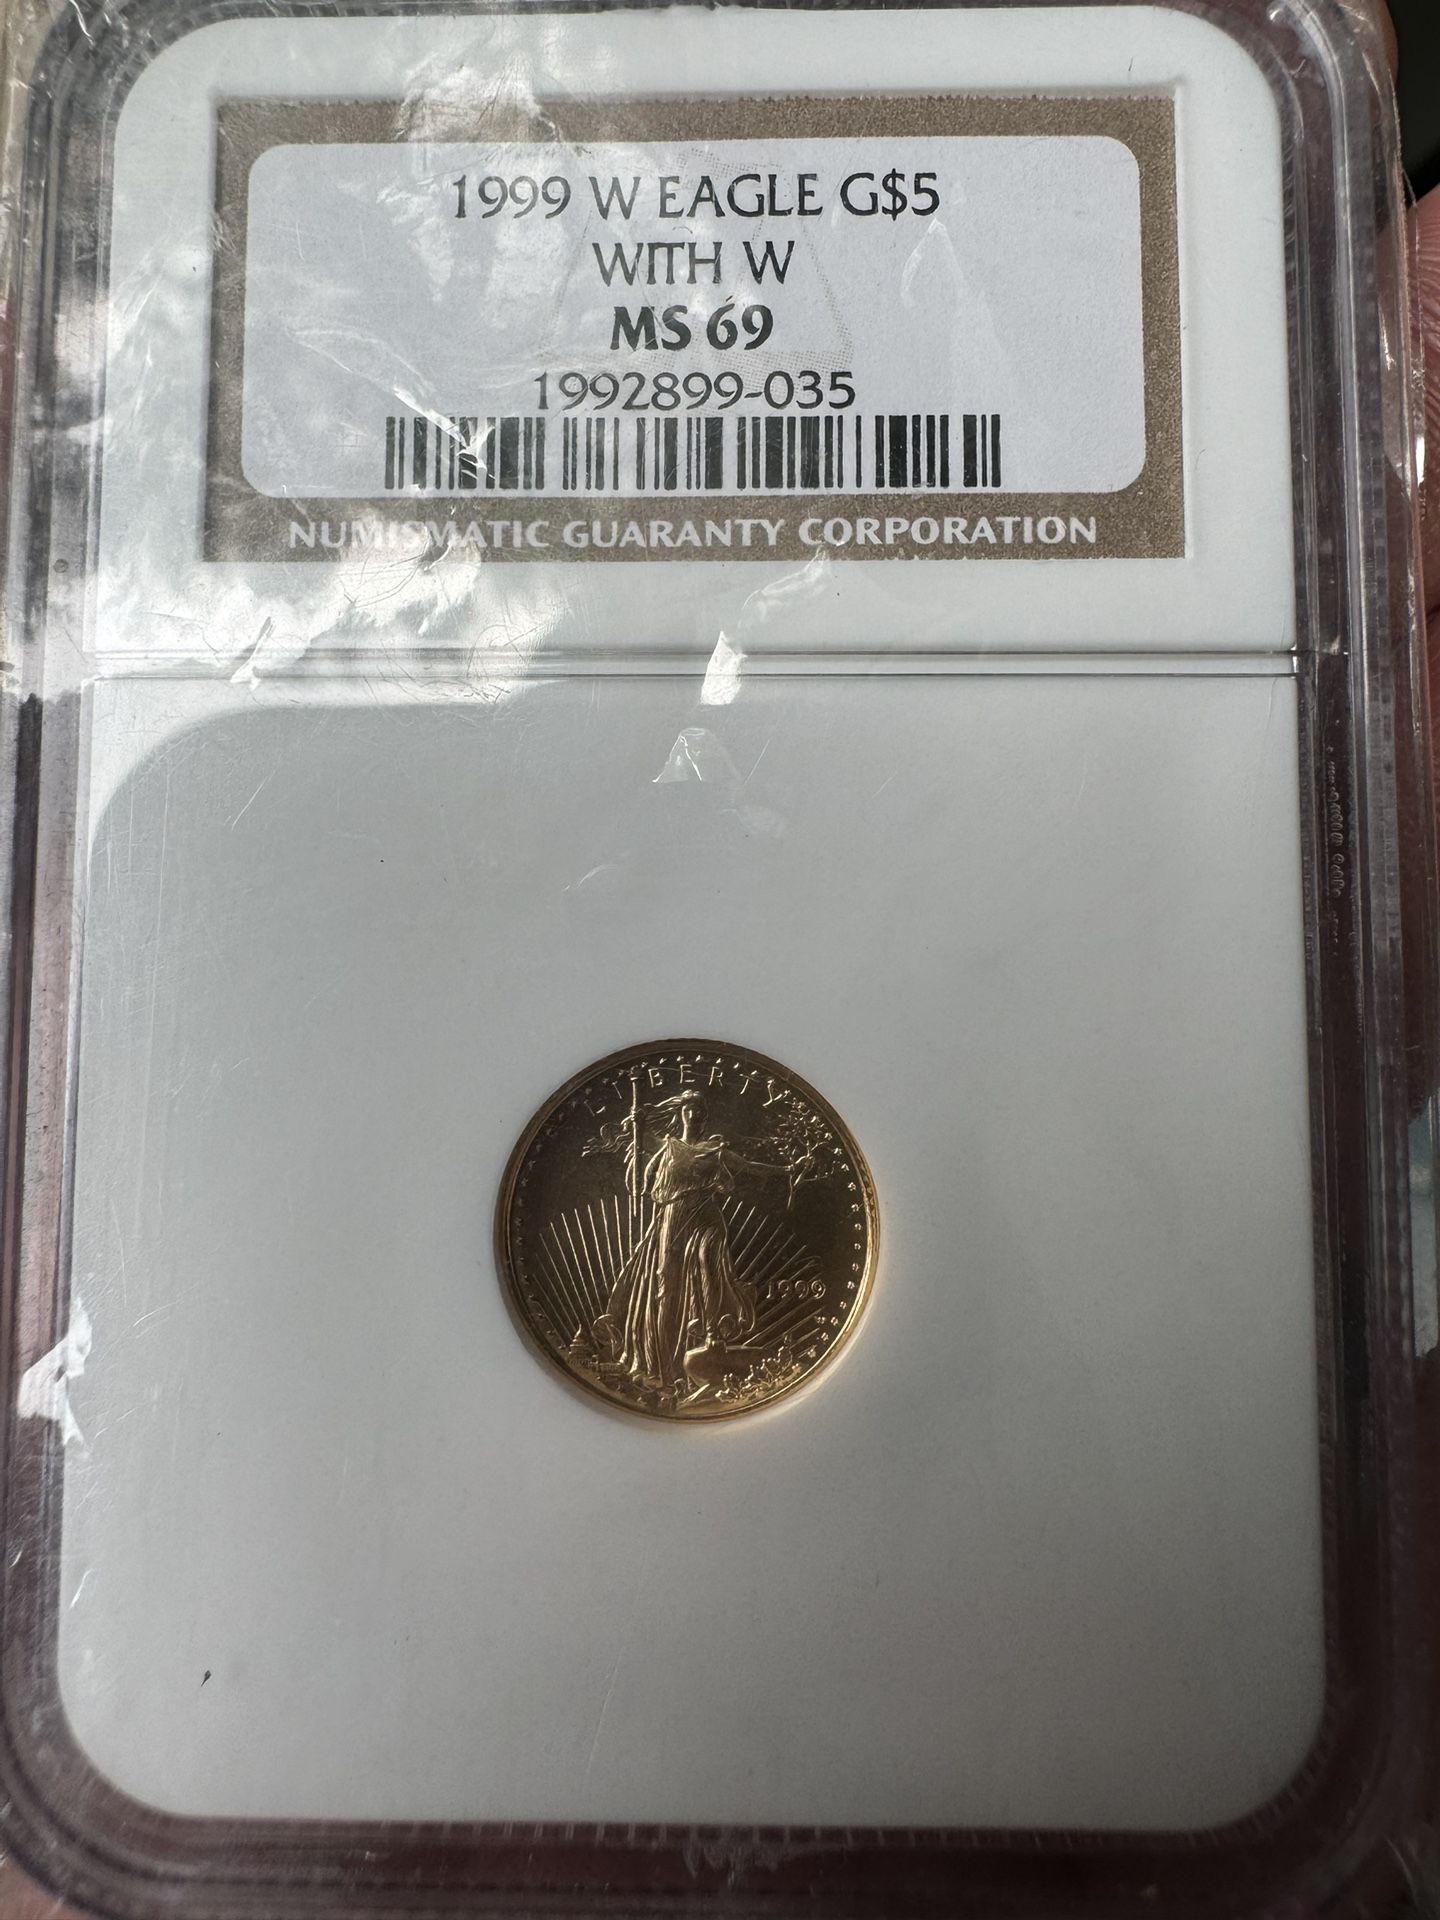 1999 W EAGLE G$5
WITH W
MS 69
1992899-035
NUMISMATIC GUARANTY CORPORATION
LIBERTY
1999